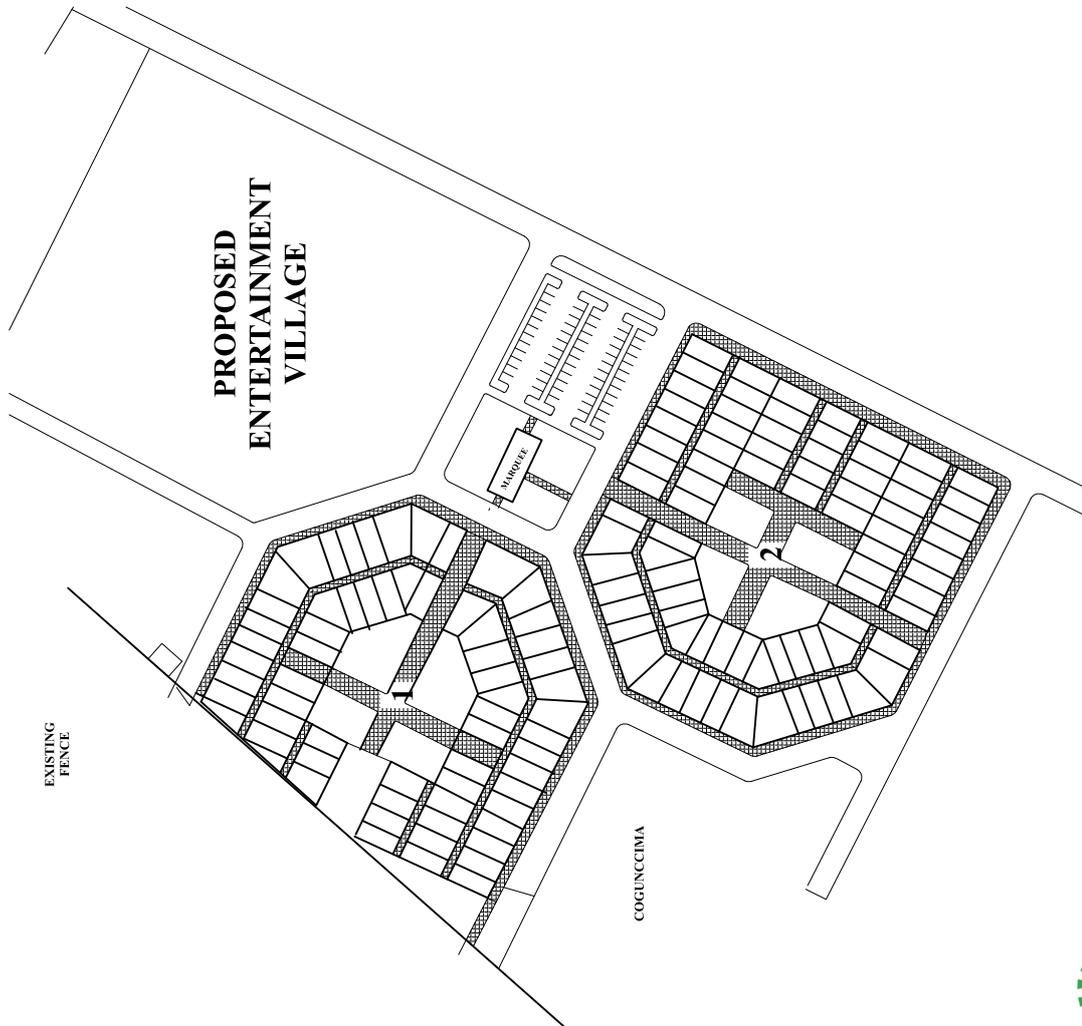 PROPOSED
ENTERTAINMENT
VILLAGE
MARQUEE
1
2
EXISTING
FENCE
COGUNCCIMA